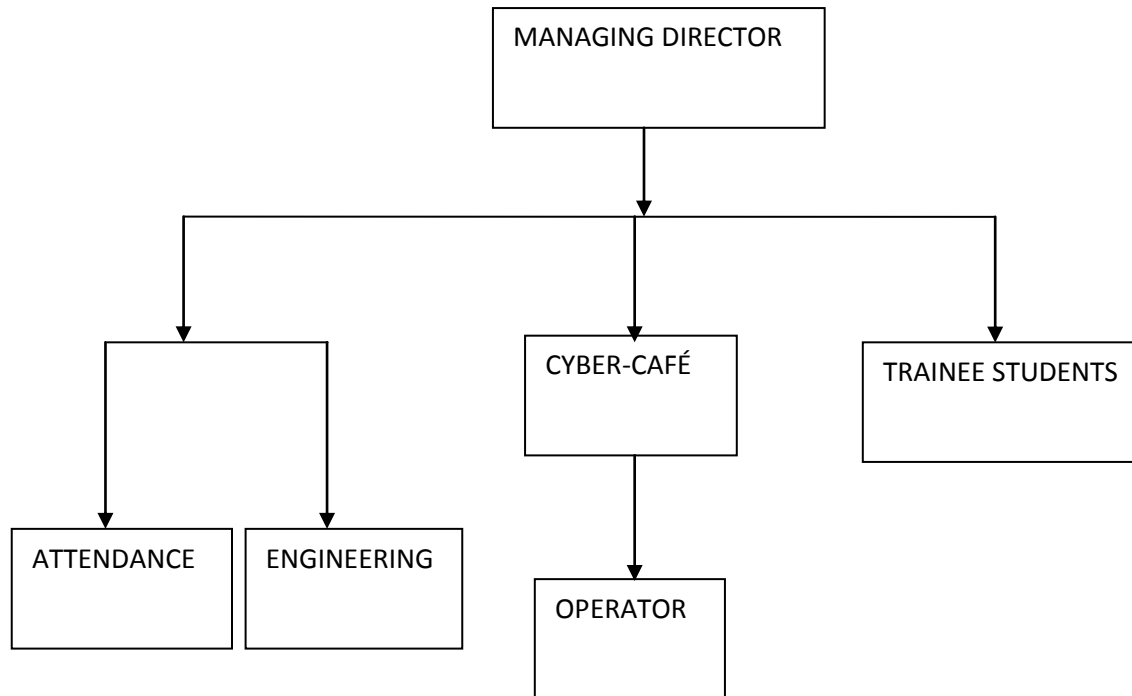 MANAGING DIRECTOR
CYBER-CAFÉ
TRAINEE STUDENTS
ATTENDANCE
ENGINEERING
OPERATOR